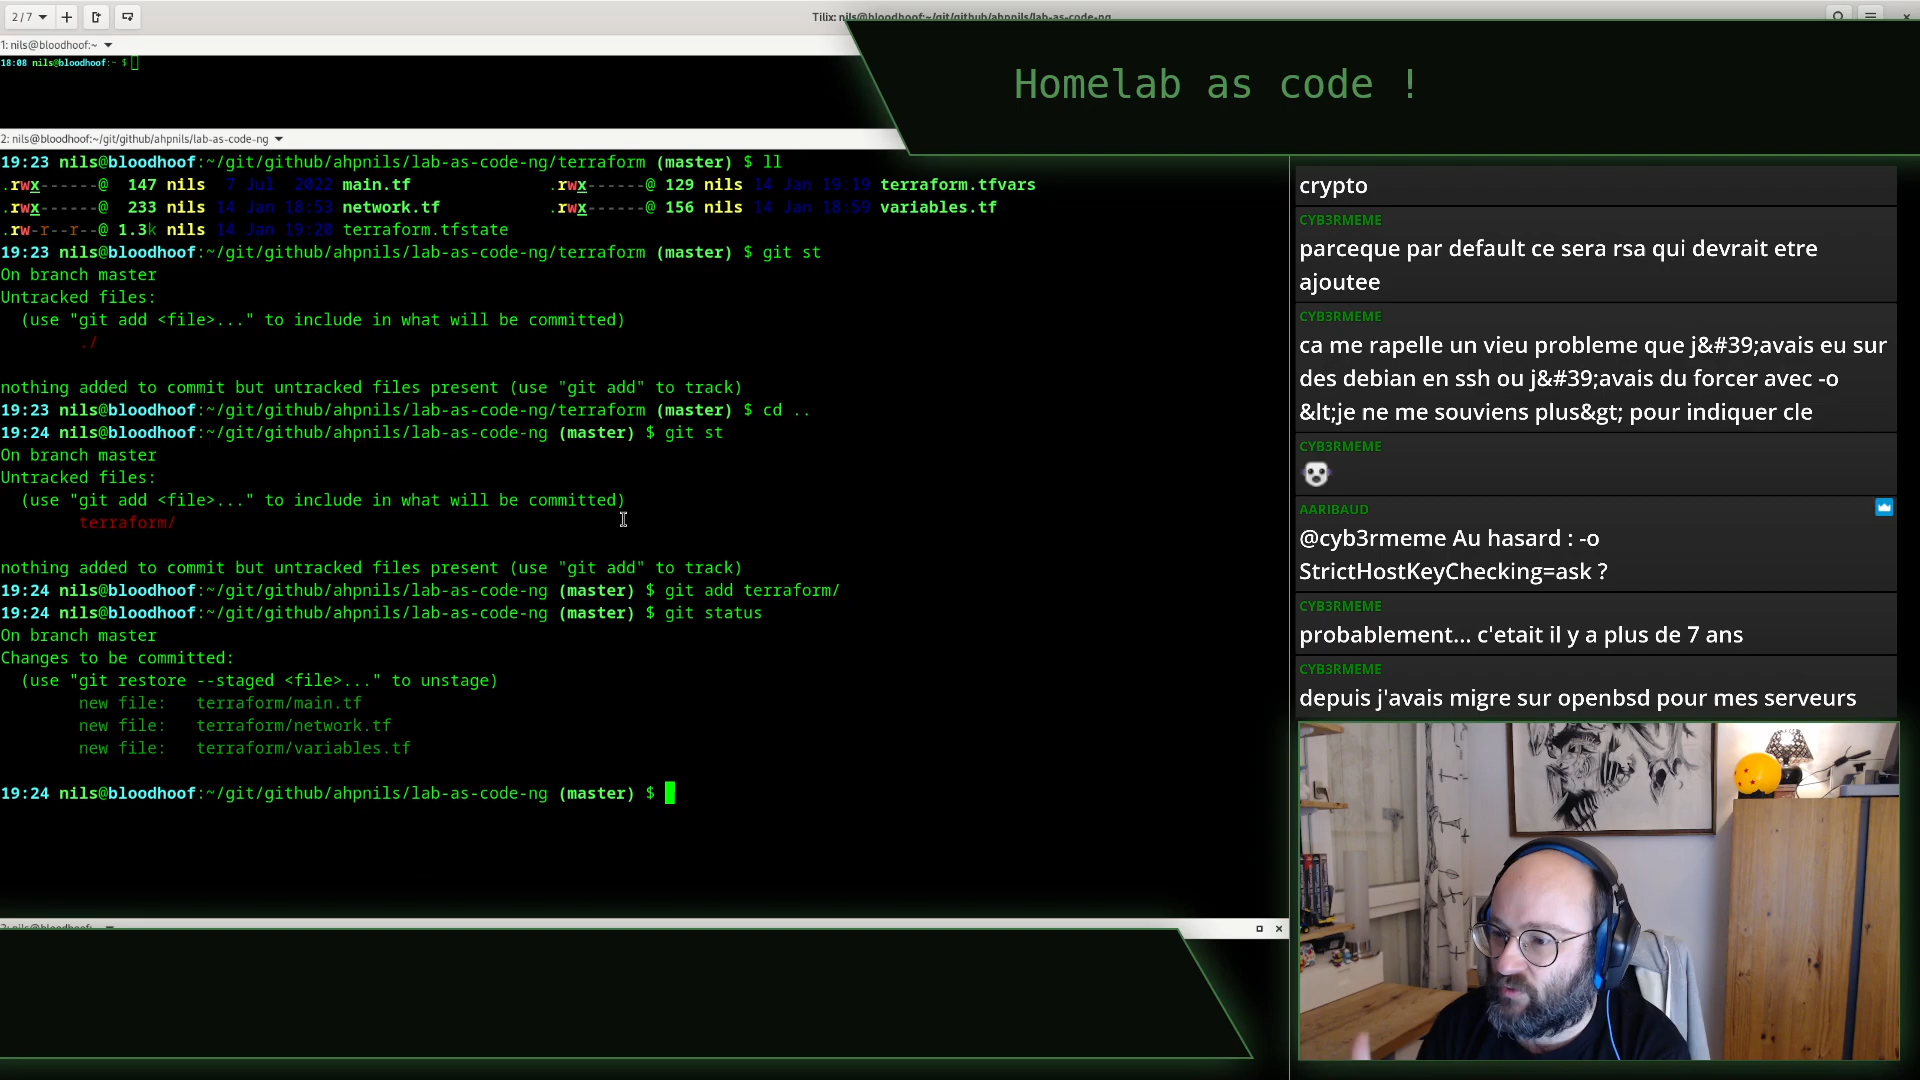 2/7
Tilix: nils@bloodhoof:~/git/github/ahpnils/lab-as-code-ng
1: nils@bloodhoof:~
18:08 nils@bloodhoof:~ $
Homelab as code !
2: nils@bloodhoof:~/git/github/ahpnils/lab-as-code-ng
19:23 nils@bloodhoof:~/git/github/ahpnils/lab-as-code-ng/terraform (master) $ ll
.rwx------@ 147 nils 7 Jul 2022 main.tf .rwx------@ 129 nils 14 Jan 19:19 terraform.tfvars
.rwx------@ 233 nils 14 Jan 18:53 network.tf .rwx------@ 156 nils 14 Jan 18:59 variables.tf
.rw-r--r--@ 1.3k nils 14 Jan 19:20 terraform.tfstate
19:23 nils@bloodhoof:~/git/github/ahpnils/lab-as-code-ng/terraform (master) $ git st
On branch master
Untracked files:
(use "git add <file>..." to include in what will be committed)
./
nothing added to commit but untracked files present (use "git add" to track)
19:23 nils@bloodhoof:~/git/github/ahpnils/lab-as-code-ng/terraform (master) $ cd ..
19:24 nils@bloodhoof:~/git/github/ahpnils/lab-as-code-ng (master) $ git st
On branch master
Untracked files:
(use "git add <file>..." to include in what will be committed)
terraform/
nothing added to commit but untracked files present (use "git add" to track)
19:24 nils@bloodhoof:~/git/github/ahpnils/lab-as-code-ng (master) $ git add terraform/
19:24 nils@bloodhoof:~/git/github/ahpnils/lab-as-code-ng (master) $ git status
On branch master
Changes to be committed:
(use "git restore --staged <file>..." to unstage)
new file: terraform/main.tf
new file: terraform/network.tf
new file: terraform/variables.tf
19:24 nils@bloodhoof:~/git/github/ahpnils/lab-as-code-ng (master) $
crypto
CYB3RMEME
parceque par default ce sera rsa qui devrait etre
ajoutee
CYB3RMEME
ca me rapelle un vieu probleme que j&#39;avais eu sur
des debian en ssh ou j&#39;avais du forcer avec -o
&lt;je ne me souviens plus&gt; pour indiquer cle
CYB3RMEME
AARIBAUD
@cyb3rmeme Au hasard : -o
StrictHostKeyChecking=ask ?
CYB3RMEME
probablement... c'etait il y a plus de 7 ans
CYB3RMEME
depuis j'avais migre sur openbsd pour mes serveurs